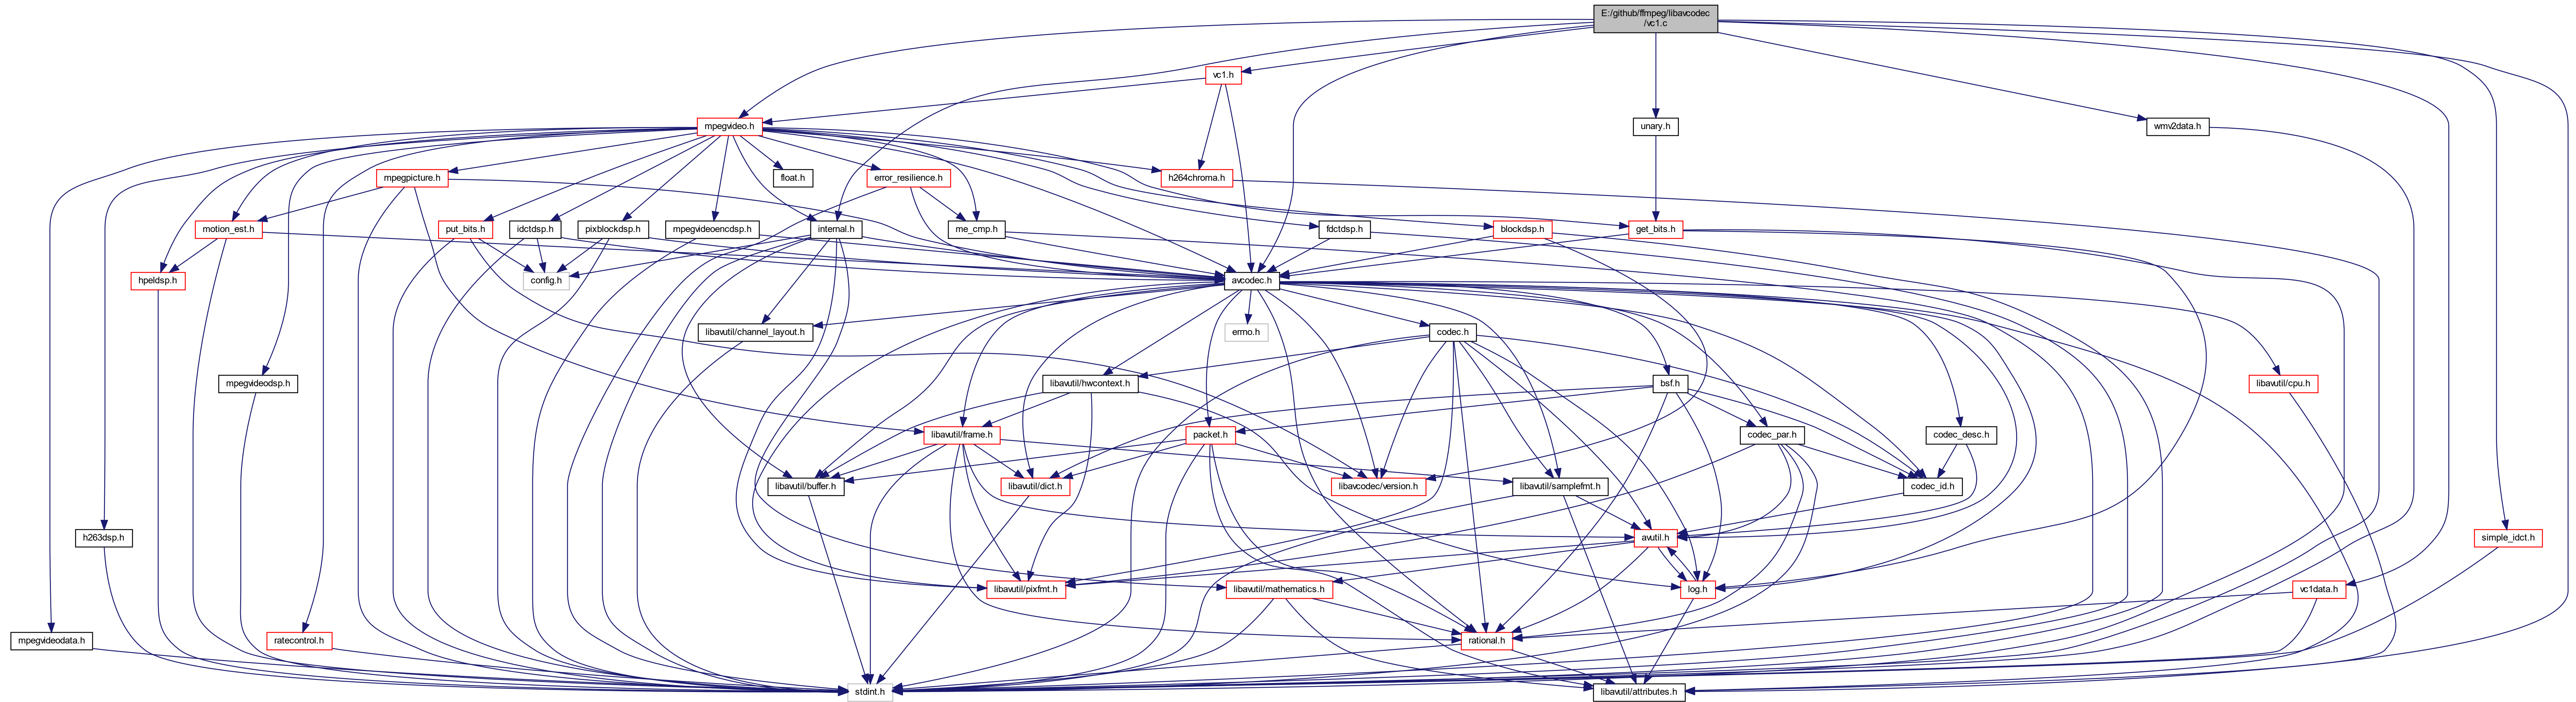 E:/github/ffmpeg/libavcodec
/vc1.c
vc1.h
mpegvideo.h
unary.h
wmv2data.h
mpegpicture.h
float.h
error_resilience.h
h264chroma.h
motion_est.h
put_bits.h
idctdsp.h
pixblockdsp.h
mpegvideoencdsp.h
internal.h
me_cmp.h
fdctdsp.h
blockdsp.h
get_bits.h
hpeldsp.h
config.h
avcodec.h
libavutil/channel_layout.h
errno.h
codec.h
mpegvideodsp.h
libavutil/hwcontext.h
bsf.h
libavutil/cpu.h
libavutil/frame.h
packet.h
codec_par.h
codec_desc.h
libavutil/buffer.h
libavutil/dict.h
libavcodec/version.h
libavutil/samplefmt.h
codec_id.h
h263dsp.h
avutil.h
simple_idct.h
libavutil/pixfmt.h
libavutil/mathematics.h
log.h
vc1data.h
mpegvideodata.h
ratecontrol.h
rational.h
stdint.h
libavutil/attributes.h